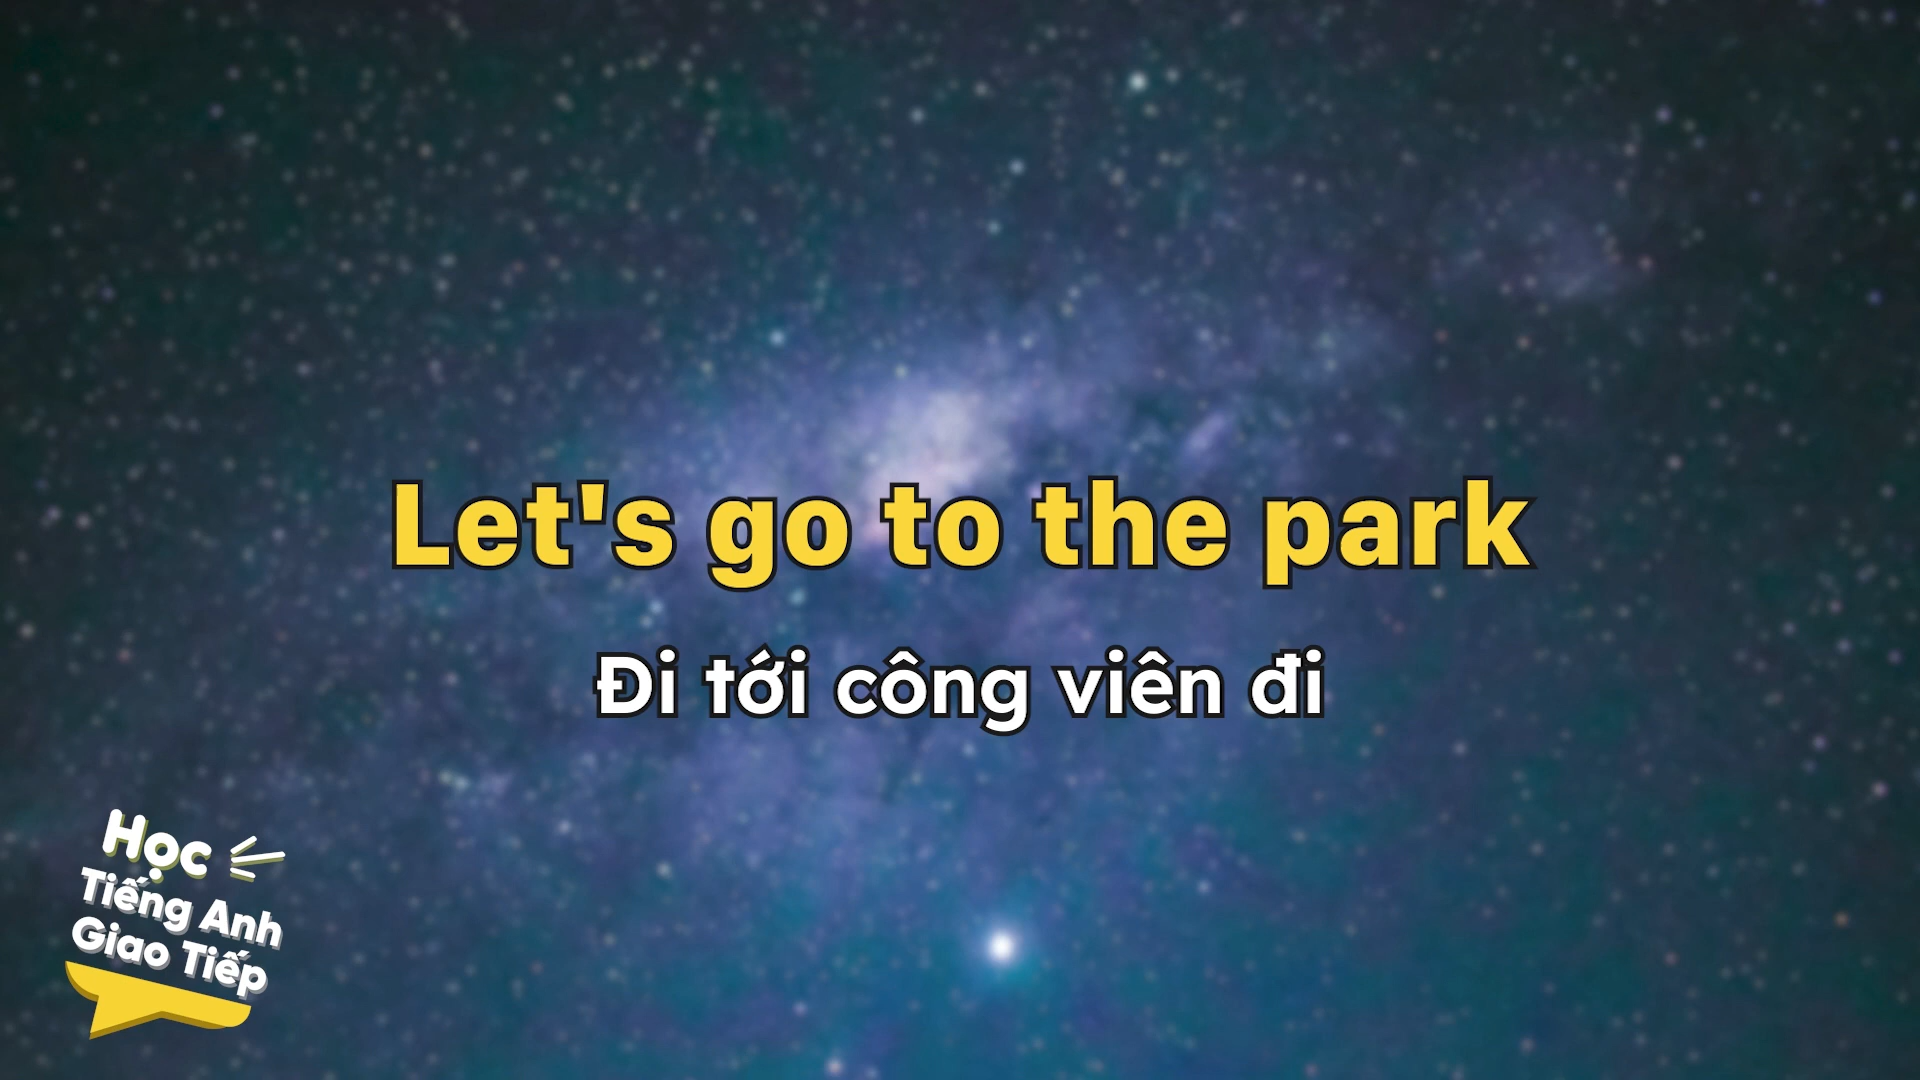 Let's go to the park
Đi tới công viên đi
Học
Tiếng Anh
Giao Tiếp